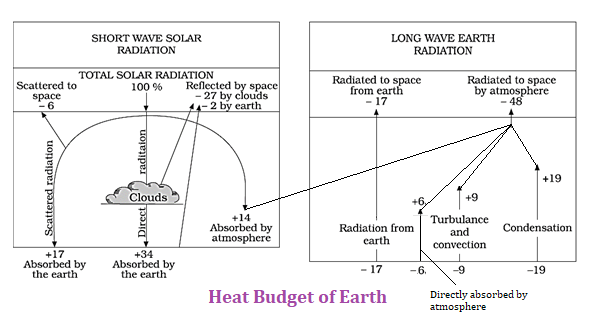 SHORT WAVE SOLAR
RADIATION
TOTAL SOLAR RADIATION
100 %
Scattered to
space
– 6
Reflected by space
– 27 by clouds
– 2 by earth
Scattered radiation
Direct raditaion
Clouds
+14
Absorbed by
atmosphere
+17
Absorbed by
the earth
+34
Absorbed by
the earth
LONG WAVE EARTH
RADIATION
Radiated to space
from earth
– 17
Radiated to space
by atmosphere
– 48
+6
+9
+19
Radiation from
earth
Turbulance
and
convection
Condensation
– 17
–6
–9
–19
Directly absorbed by
atmosphere
Heat Budget of Earth